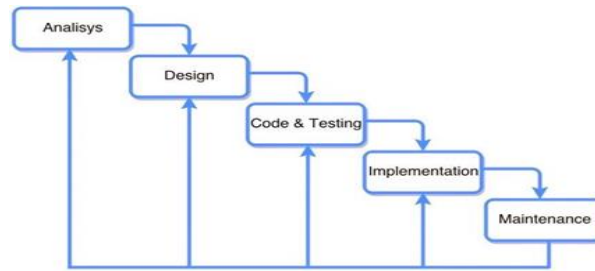 Analisys
Design
Code & Testing
Implementation
Maintenance